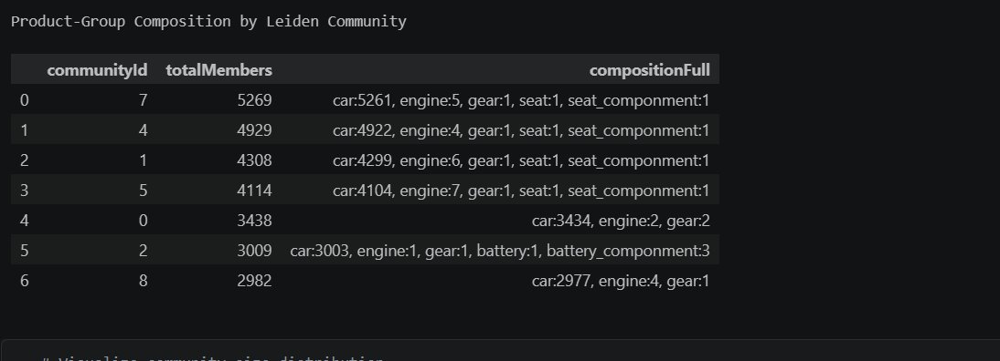 Product-Group Composition by Leiden Community
communityId totalMembers compositionFull
0 7 5269 car:5261, engine:5, gear:1, seat:1, seat_componment:1
1 4 4929 car:4922, engine:4, gear:1, seat:1, seat_componment:1
2 1 4308 car:4299, engine:6, gear:1, seat:1, seat_componment:1
3 5 4114 car:4104, engine:7, gear:1, seat:1, seat_componment:1
4 0 3438 car:3434, engine:2, gear:2
5 2 3009 car:3003, engine:1, gear:1, battery:1, battery_componment:3
6 8 2982 car:2977, engine:4, gear:1
# Visualize community size distribution